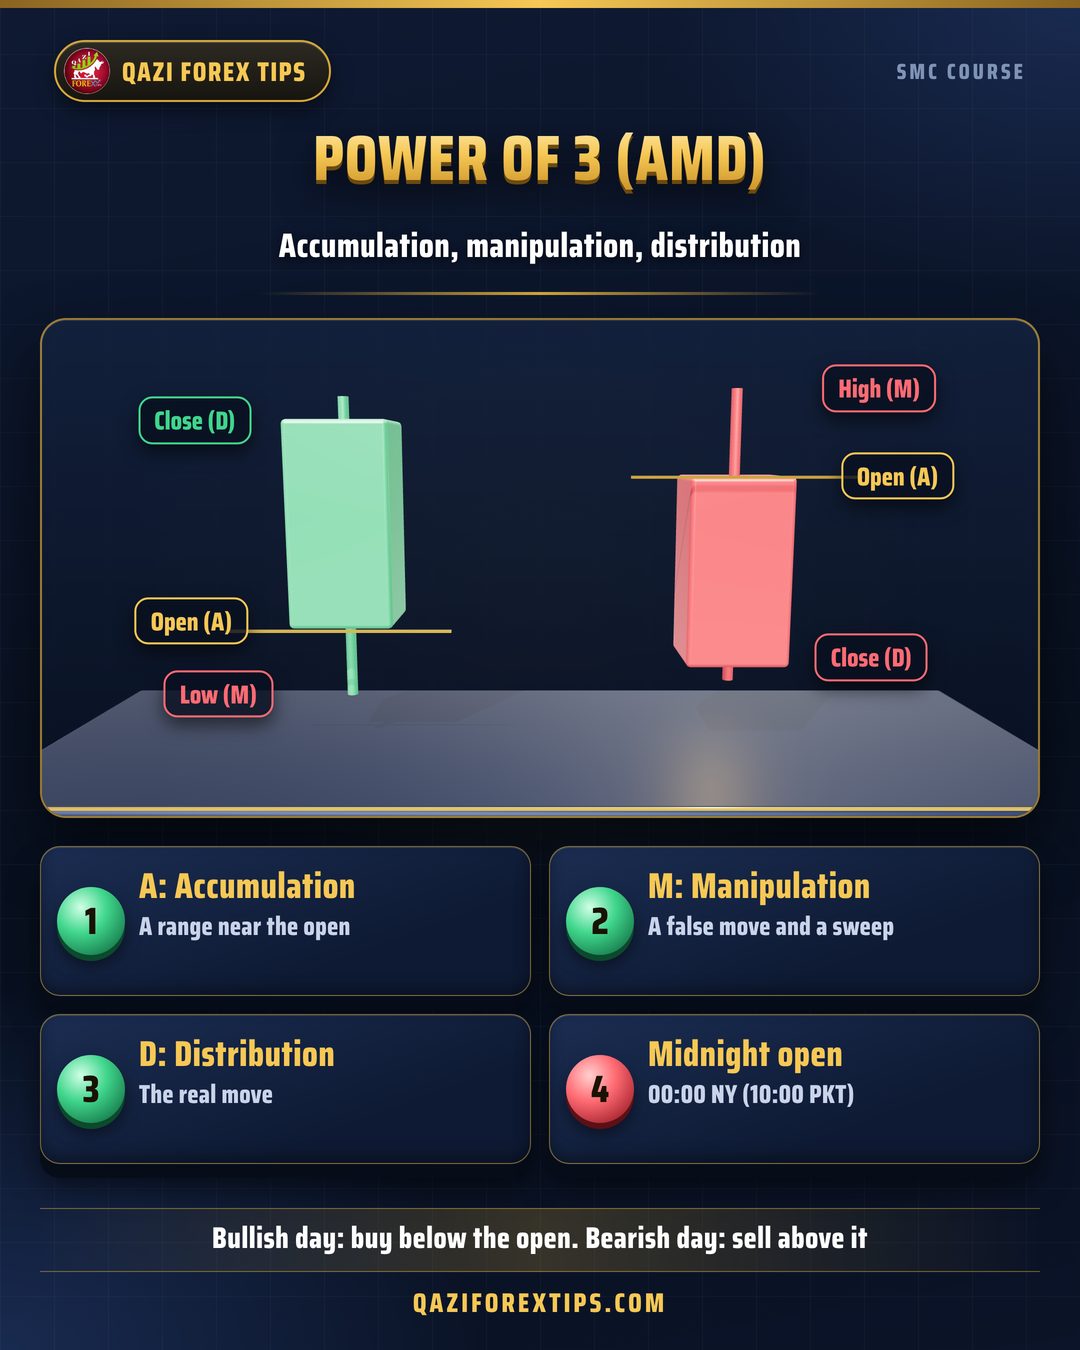 QAZI FOREX TIPS
SMC COURSE
POWER OF 3 (AMD)
Accumulation, manipulation, distribution
Close (D)
High (M)
Open (A)
Open (A)
Close (D)
Low (M)
1
A: Accumulation
A range near the open
2
M: Manipulation
A false move and a sweep
3
D: Distribution
The real move
4
Midnight open
00:00 NY (10:00 PKT)
Bullish day: buy below the open. Bearish day: sell above it
QAZIFOREXTIPS.COM